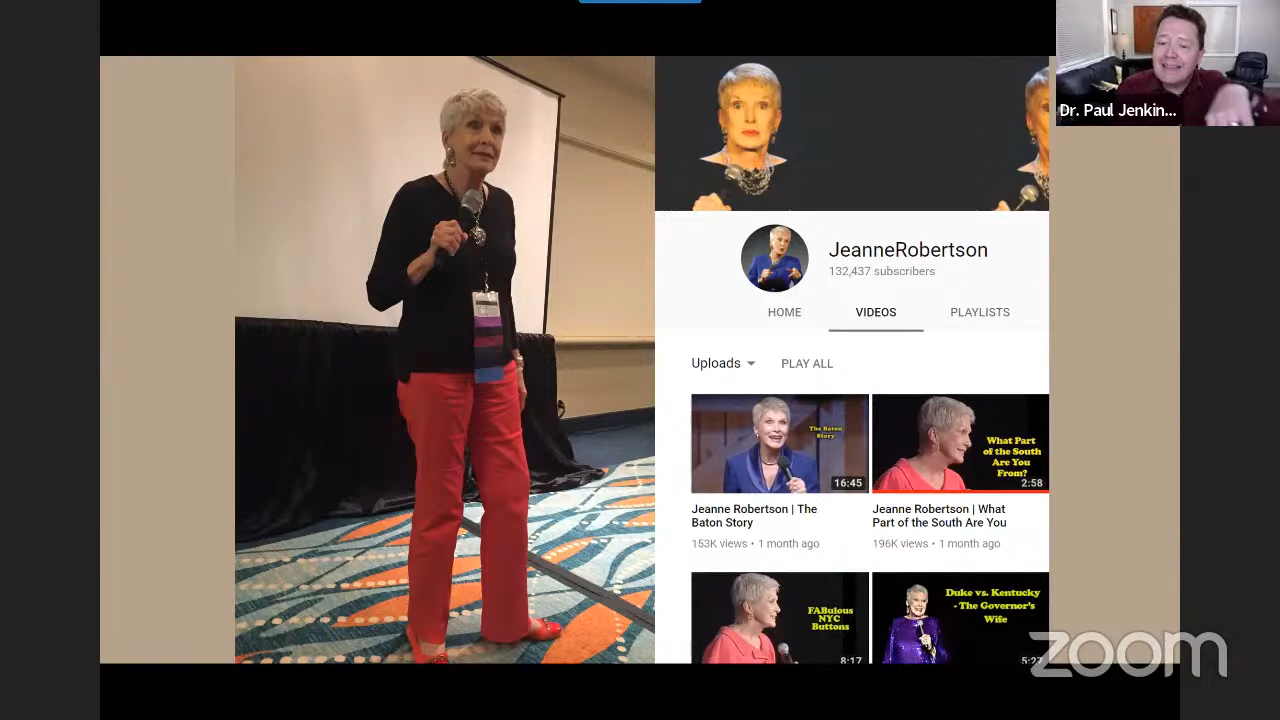 Dr. Paul Jenkin...
JeanneRobertson
132,437 subscribers
HOME VIDEOS PLAYLISTS
Uploads PLAY ALL
The Baton
Story
16:45
What Part
of the South
Are You
From?
2:58
Jeanne Robertson | The
Baton Story
153K views • 1 month ago
Jeanne Robertson | What
Part of the South Are You
196K views • 1 month ago
FABulous
NYC
Buttons
8:17
Duke vs. Kentucky
- The Governor's
Wife
5:27
zoom